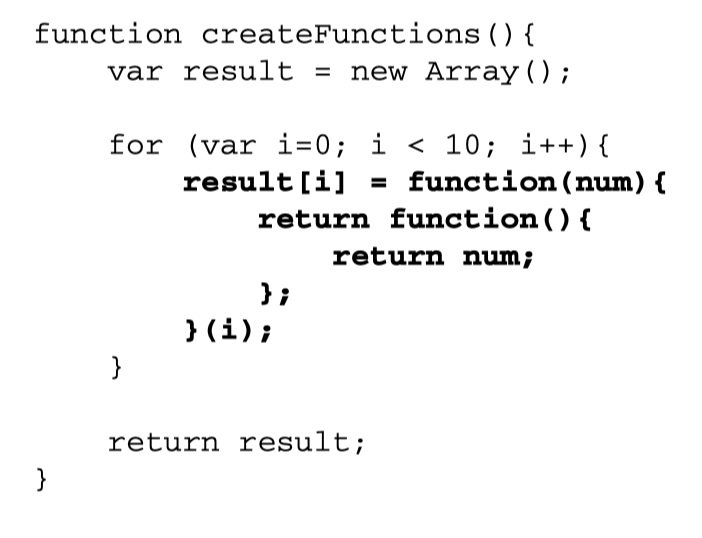 function createFunctions(){
    var result = new Array();

    for (var i=0; i < 10; i++){
        result[i] = function(num){
            return function(){
                return num;
            };
        }(i);
    }

    return result;
}